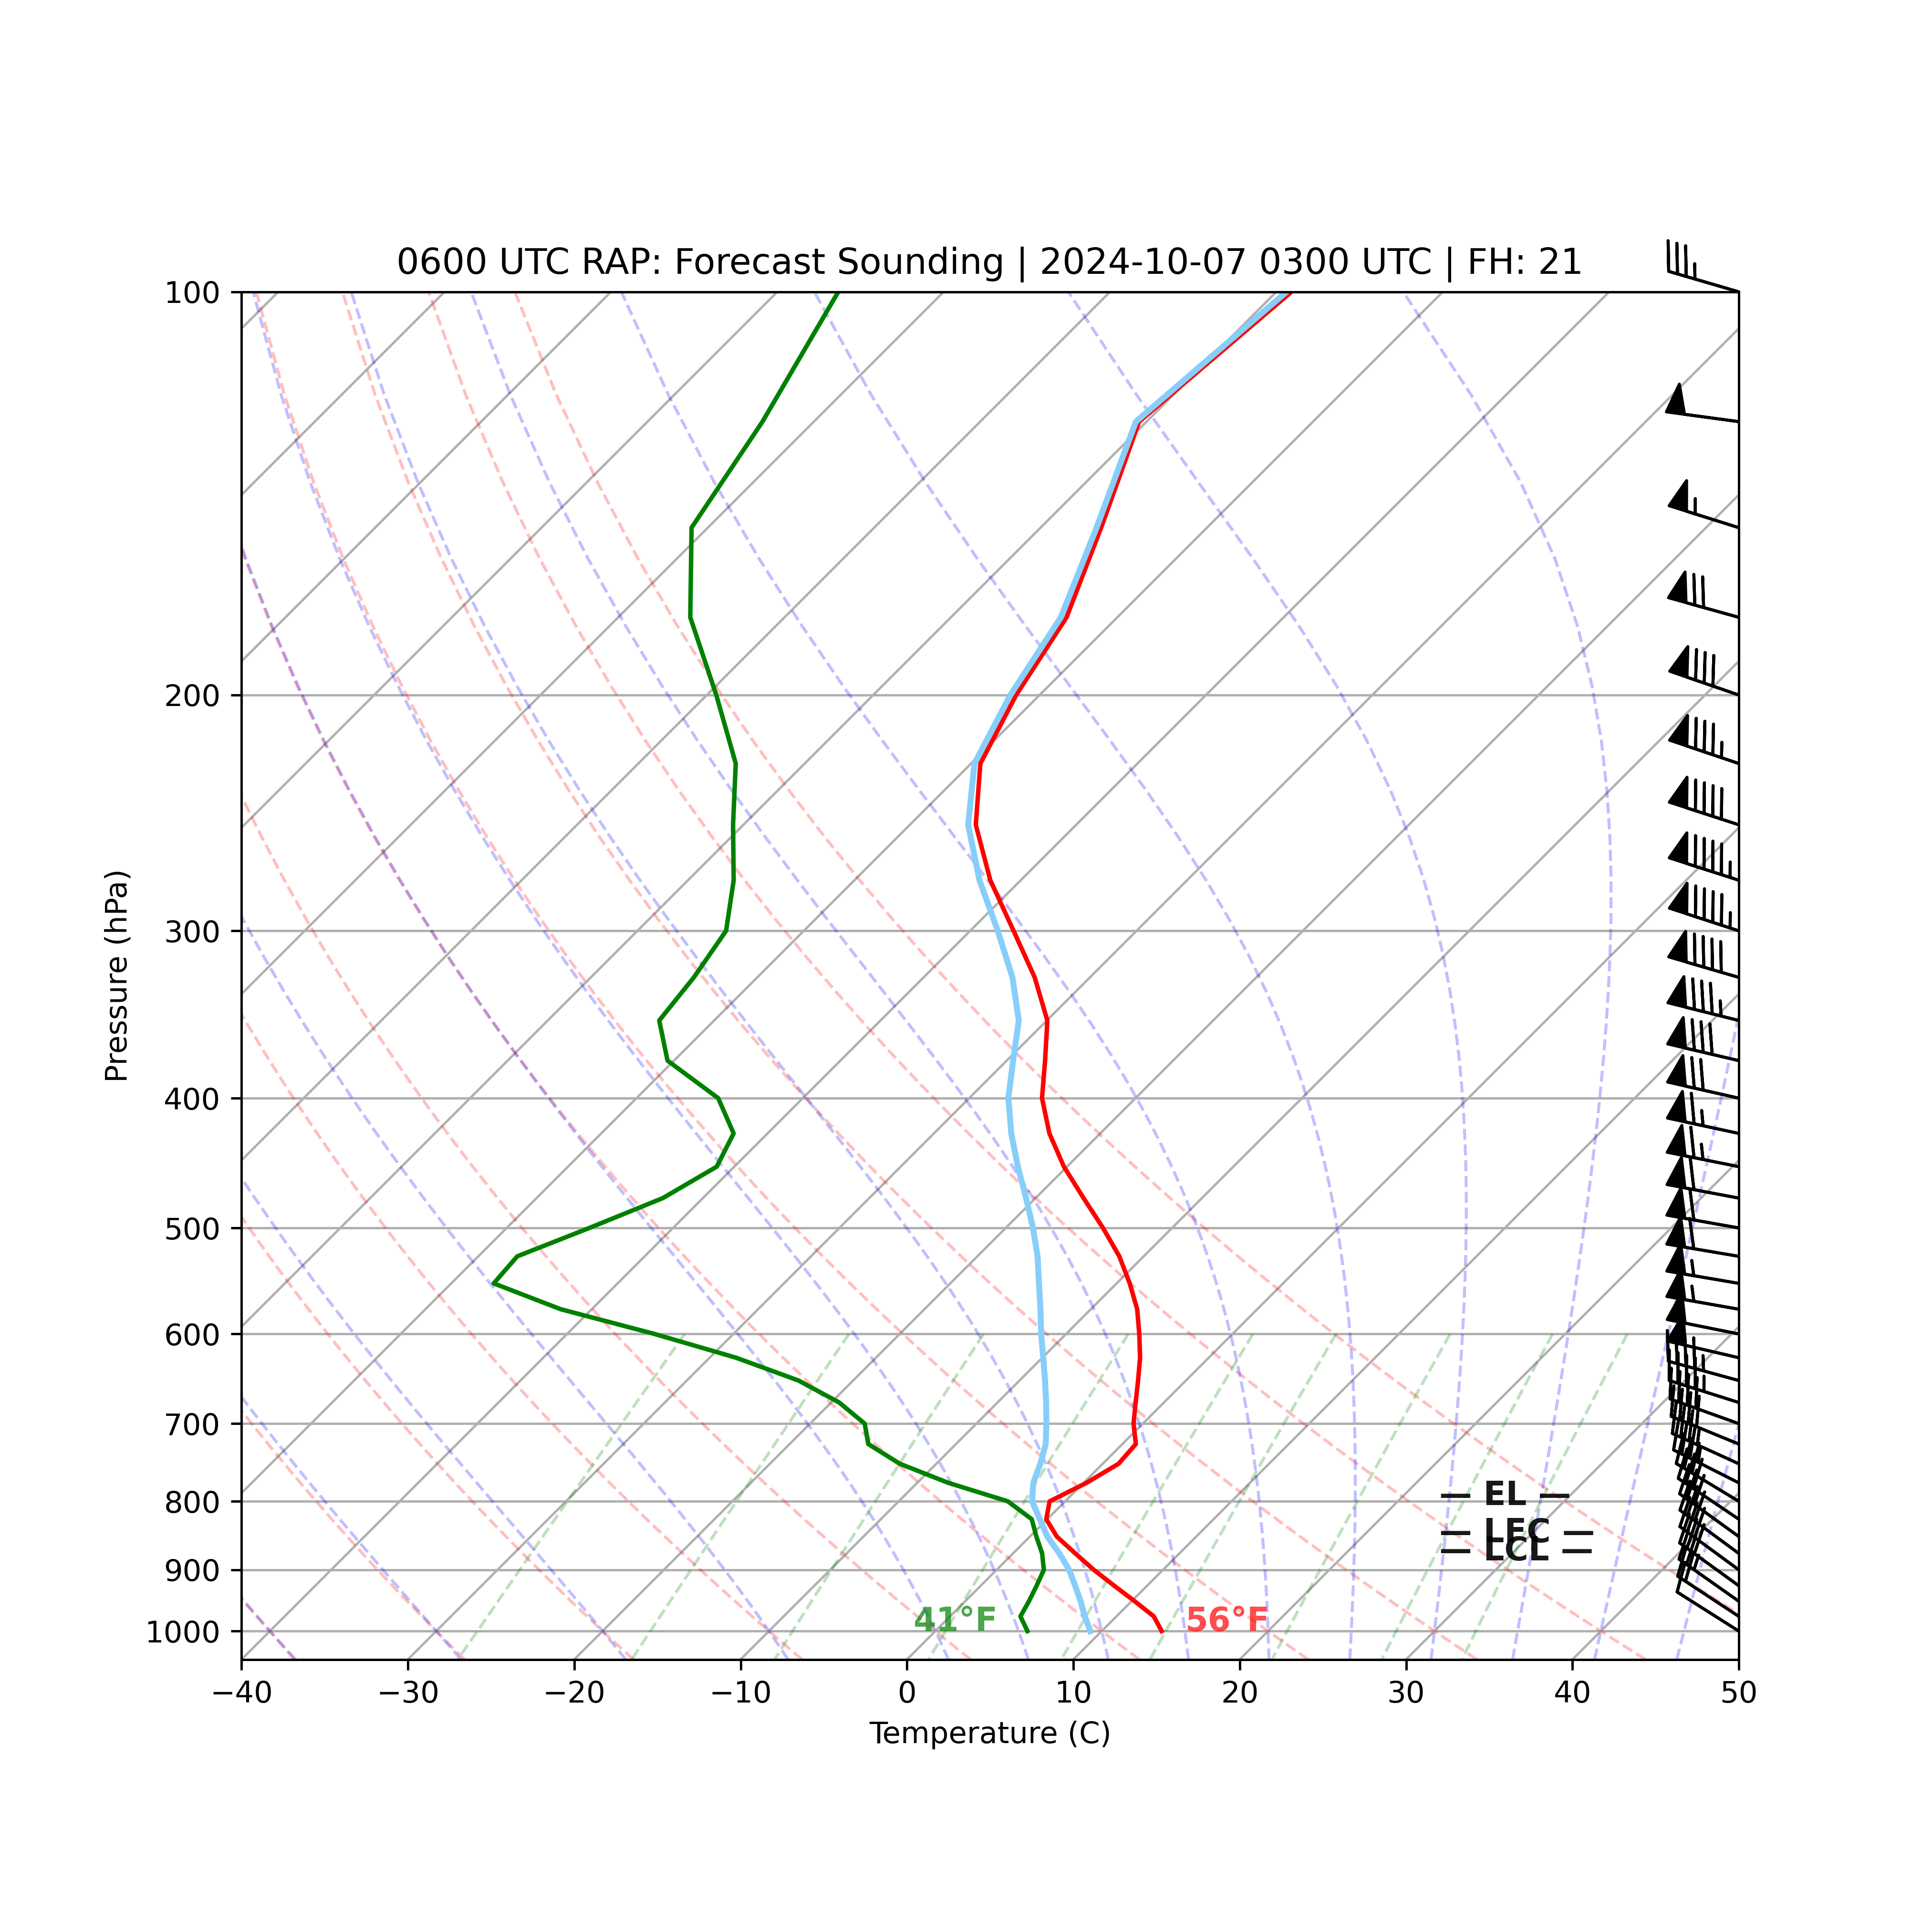 0600 UTC RAP: Forecast Sounding | 2024-10-07 0300 UTC | FH: 21
100
200
300
400
500
600
700
800
900
1000
Pressure (hPa)
— EL —
— LFC —
— LCL —
41°F
56°F
−40 −30 −20 −10 0 10 20 30 40 50
Temperature (C)